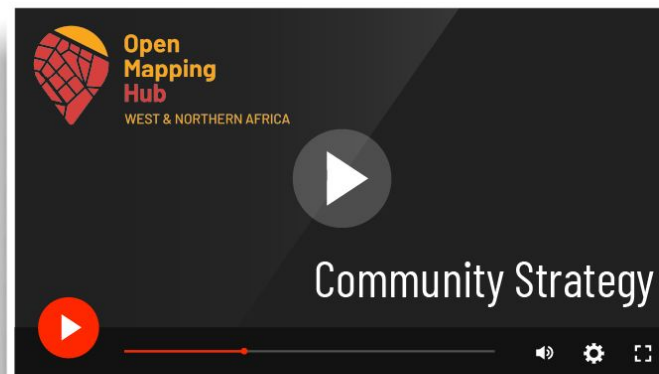 Open
Mapping
Hub
WEST & NORTHERN AFRICA
Community Strategy